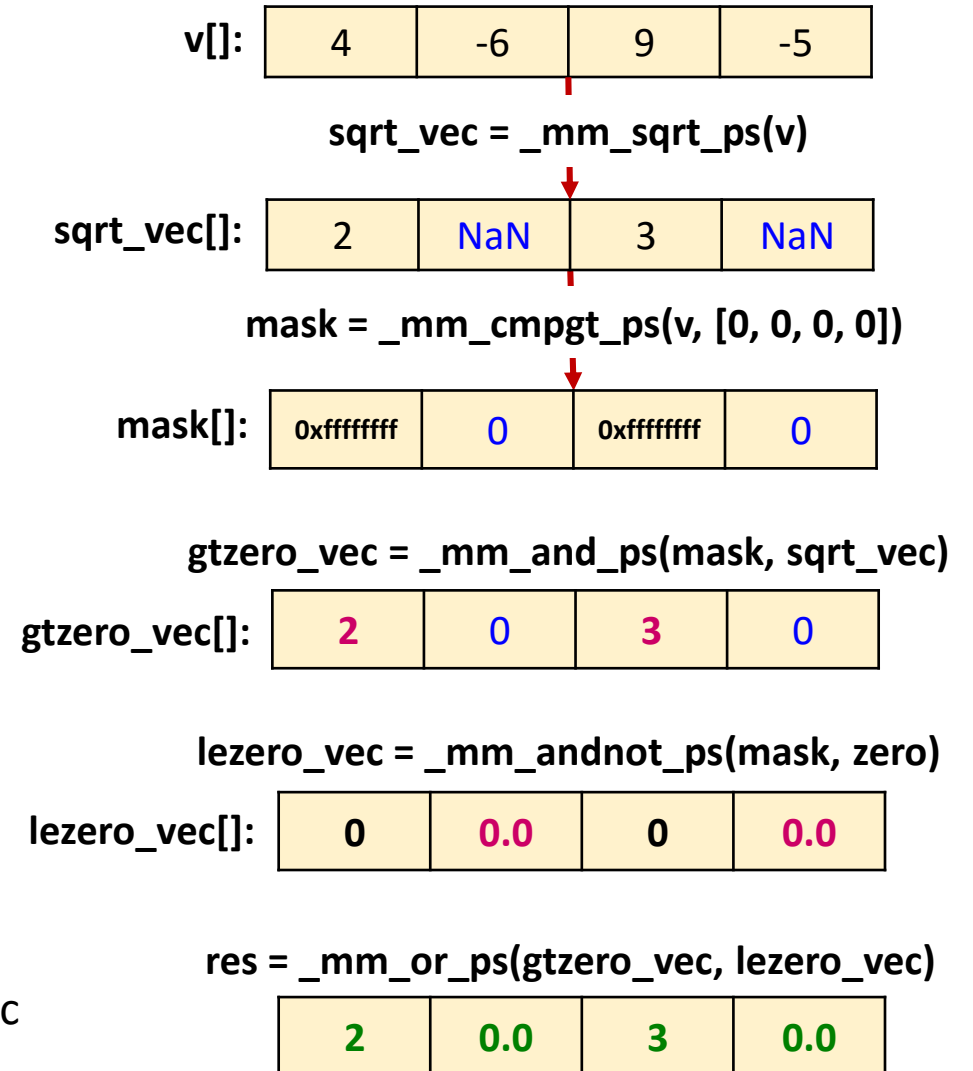 v[]: 4 -6 9 -5
sqrt_vec = _mm_sqrt_ps(v)
sqrt_vec[]: 2 NaN 3 NaN
mask = _mm_cmpgt_ps(v, [0, 0, 0, 0])
mask[]: 0xffffffff 0 0xffffffff 0
gtzero_vec = _mm_and_ps(mask, sqrt_vec)
gtzero_vec[]: 2 0 3 0
lezero_vec = _mm_andnot_ps(mask, zero)
lezero_vec[]: 0 0.0 0 0.0
res = _mm_or_ps(gtzero_vec, lezero_vec)
c 2 0.0 3 0.0